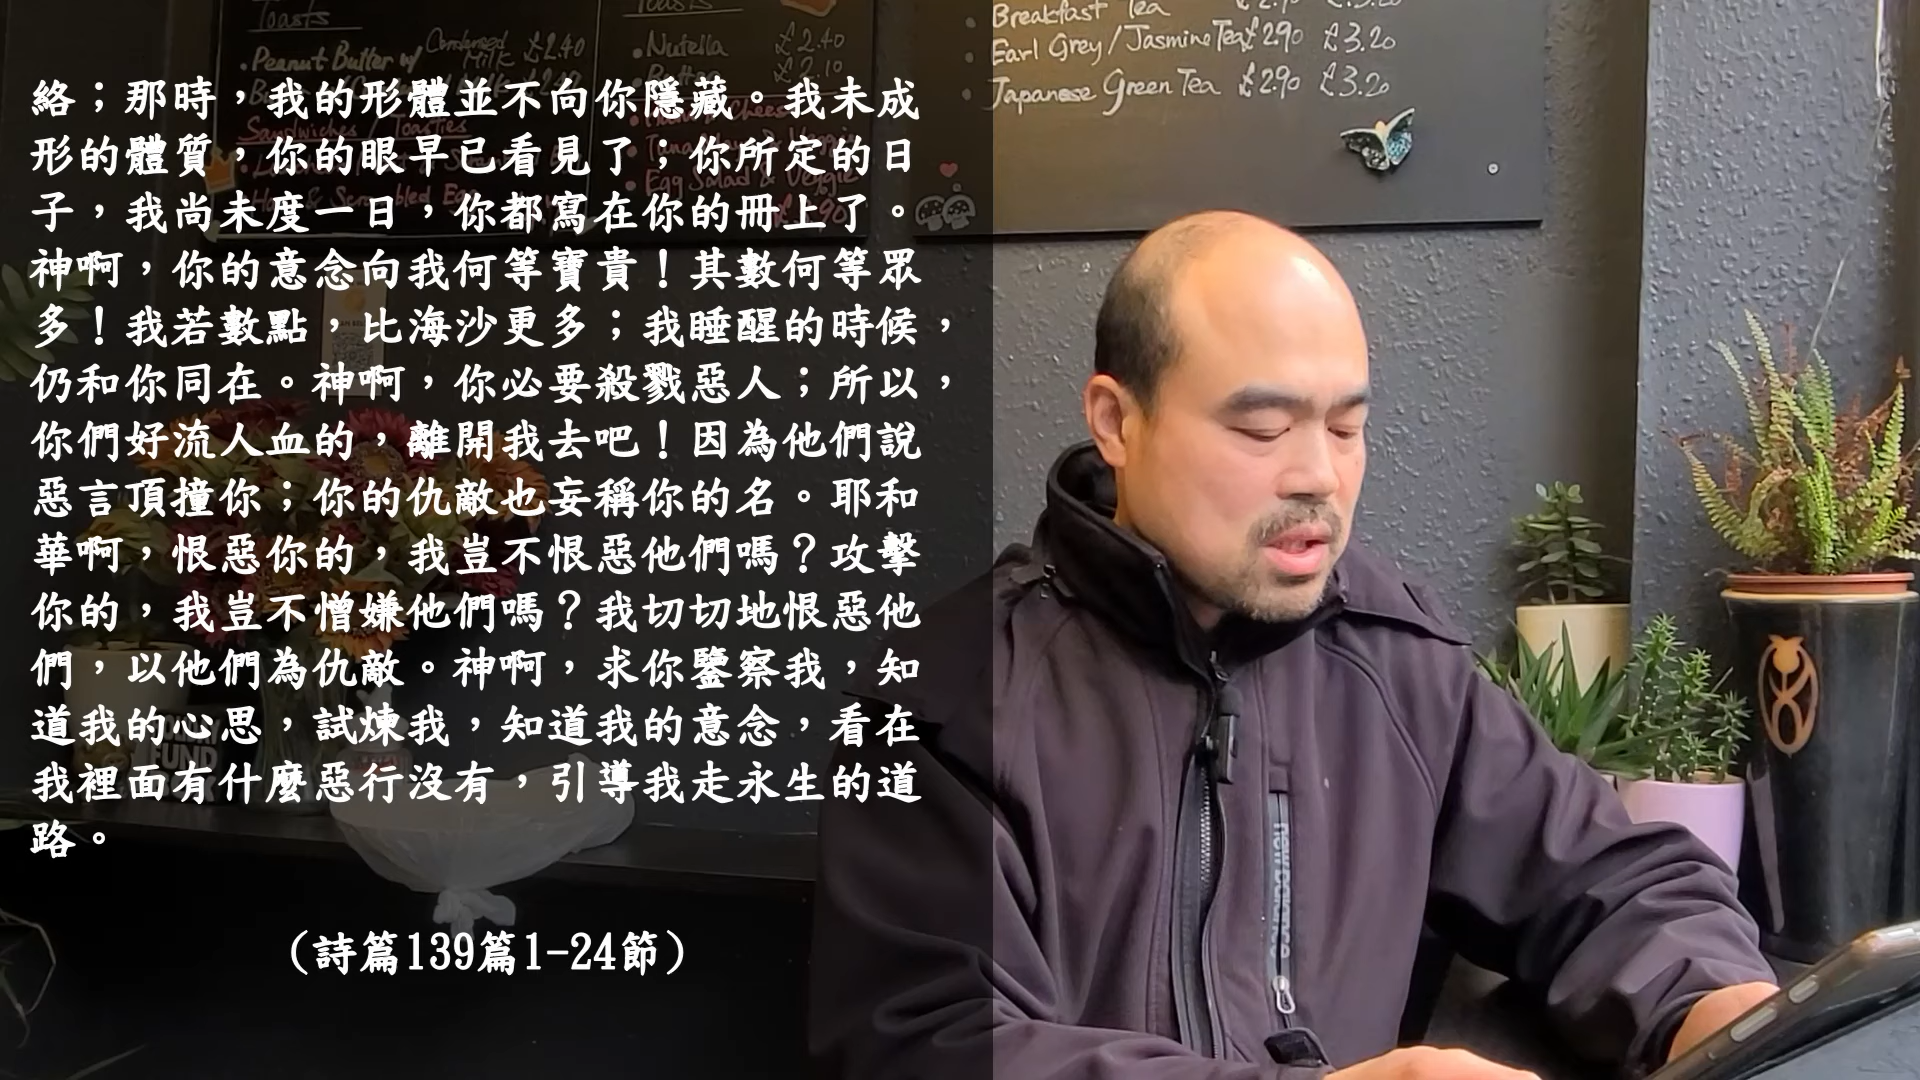 絡；那時，我的形體並不向你隱藏。我未成
形的體質，你的眼早已看見了；你所定的日
子，我尚未度一日，你都寫在你的冊上了。
神啊，你的意念向我何等寶貴！其數何等眾
多！我若數點，比海沙更多；我睡醒的時候，
仍和你同在。神啊，你必要殺戮惡人；所以，
你們好流人血的，離開我去吧！因為他們說
惡言頂撞你；你的仇敵也妄稱你的名。耶和
華啊，恨惡你的，我豈不恨惡他們嗎？攻擊
你的，我豈不憎嫌他們嗎？我切切地恨惡他
們，以他們為仇敵。神啊，求你鑒察我，知
道我的心思，試煉我，知道我的意念，看在
我裡面有什麼惡行沒有，引導我走永生的道
路。
（詩篇139篇1-24節）
Toasts
Peanut Butter w/ Condensed Milk £2.40
Toasts
Nutella £2.40
£2.10
Sandwiches / Toasties
Egg Salad & Veggie
Breakfast Tea
Earl Grey/Jasmine Tea £2.90 £3.20
Japanese Green Tea £2.90 £3.20
new balance